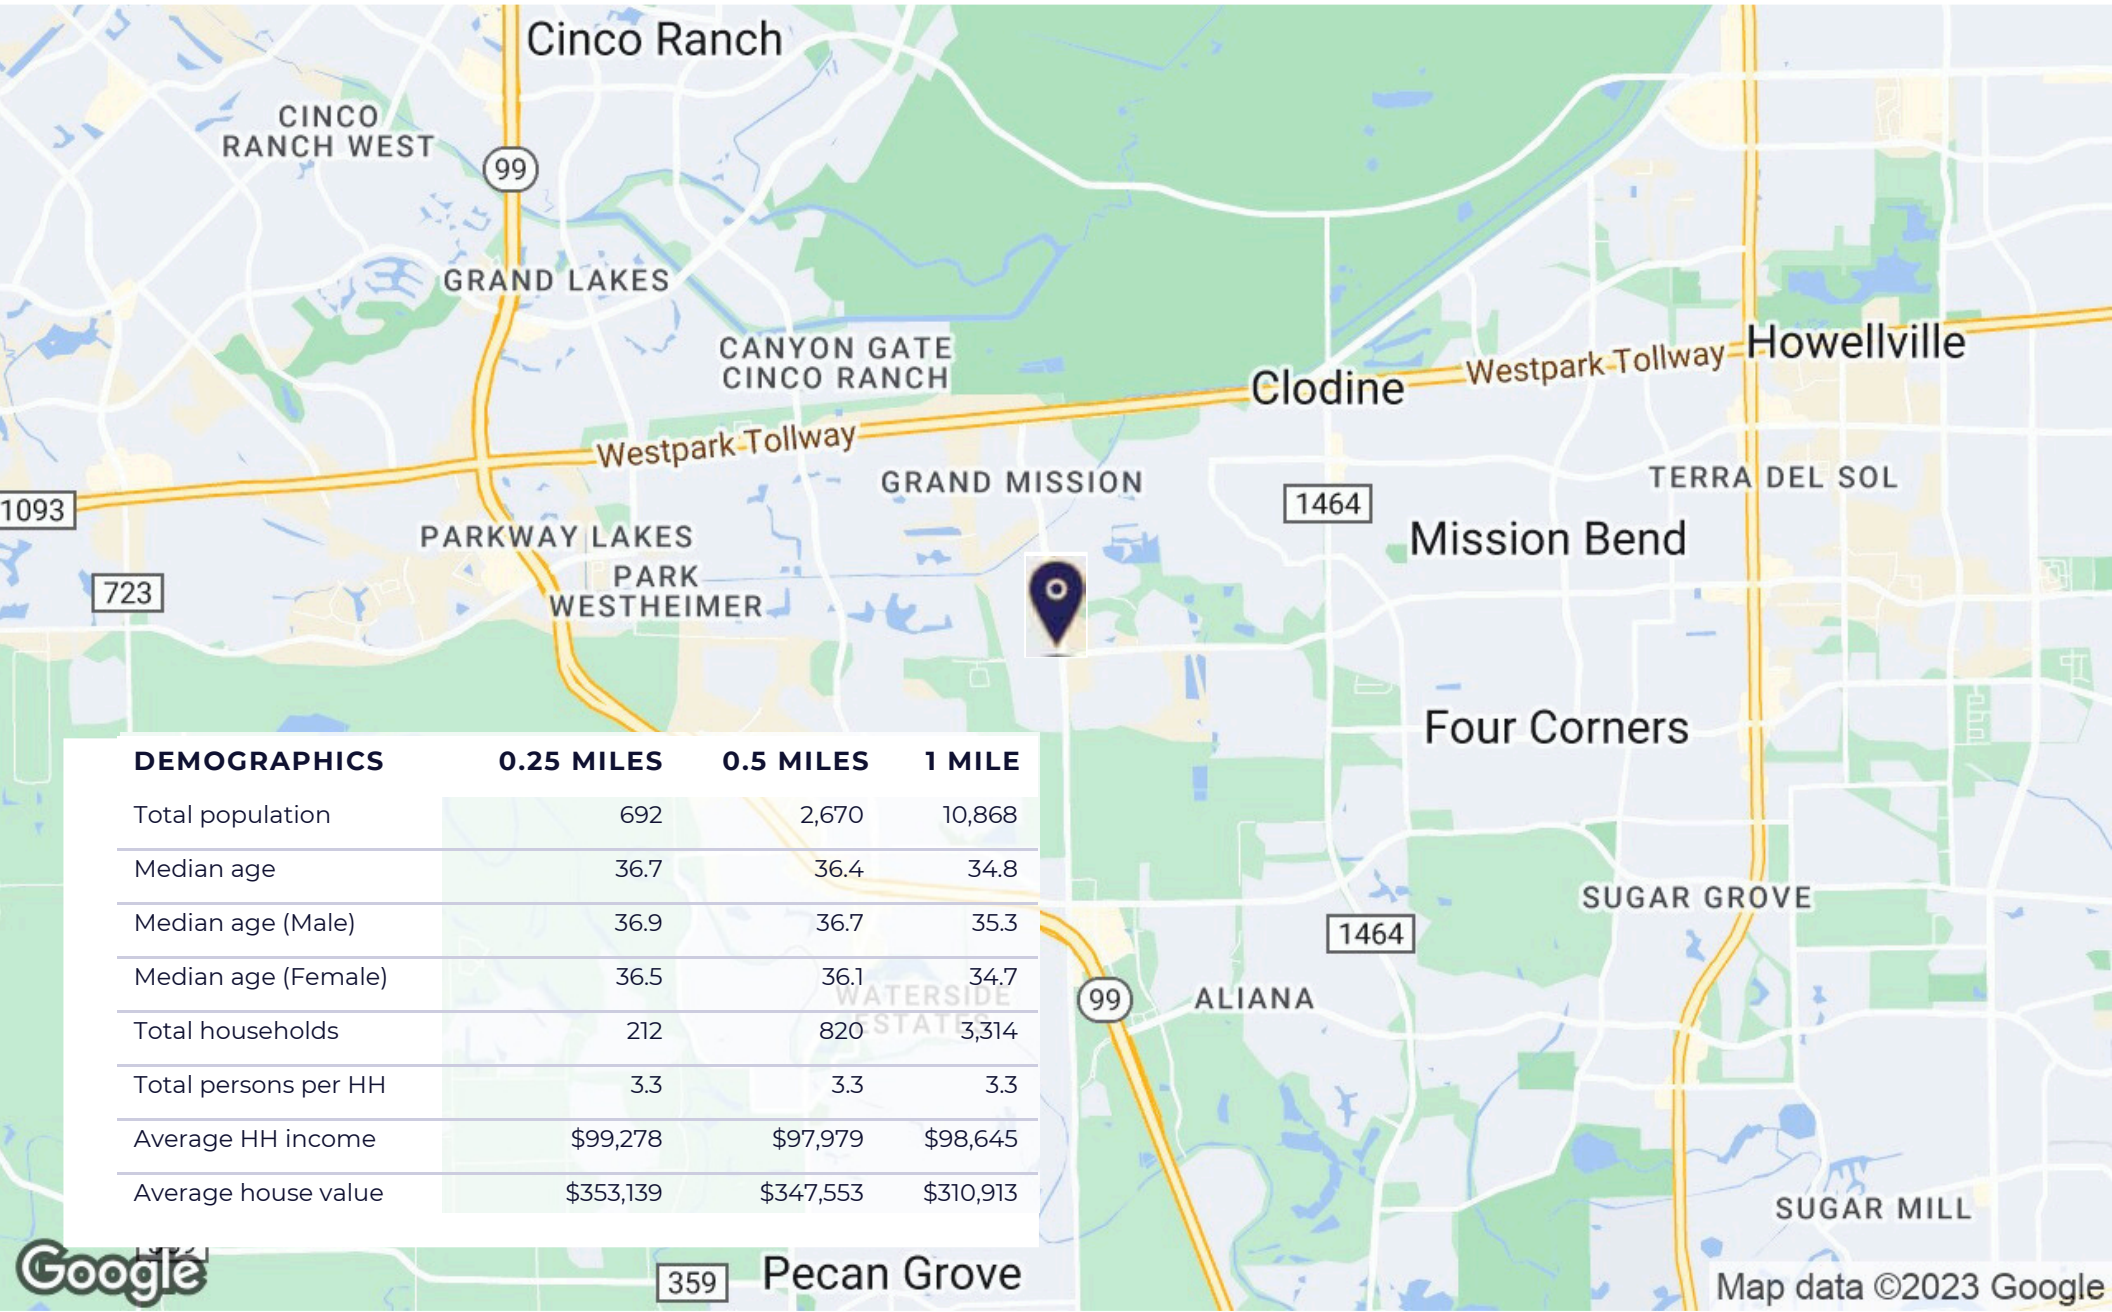 Cinco Ranch
CINCO
RANCH WEST
99
GRAND LAKES
CANYON GATE
CINCO RANCH
Howellville
Westpark Tollway
Clodine
Westpark Tollway
GRAND MISSION
TERRA DEL SOL
1093
1464
PARKWAY LAKES
Mission Bend
PARK
WESTHEIMER
723
Four Corners
DEMOGRAPHICS 0.25 MILES 0.5 MILES 1 MILE
Total population 692 2,670 10,868
Median age 36.7 36.4 34.8
Median age (Male) 36.9 36.7 35.3
Median age (Female) 36.5 36.1 34.7
Total households 212 820 3,314
Total persons per HH 3.3 3.3 3.3
Average HH income $99,278 $97,979 $98,645
Average house value $353,139 $347,553 $310,913
WATERSIDE
ESTATES
SUGAR GROVE
1464
99
ALIANA
SUGAR MILL
Google
359
Pecan Grove
Map data ©2023 Google